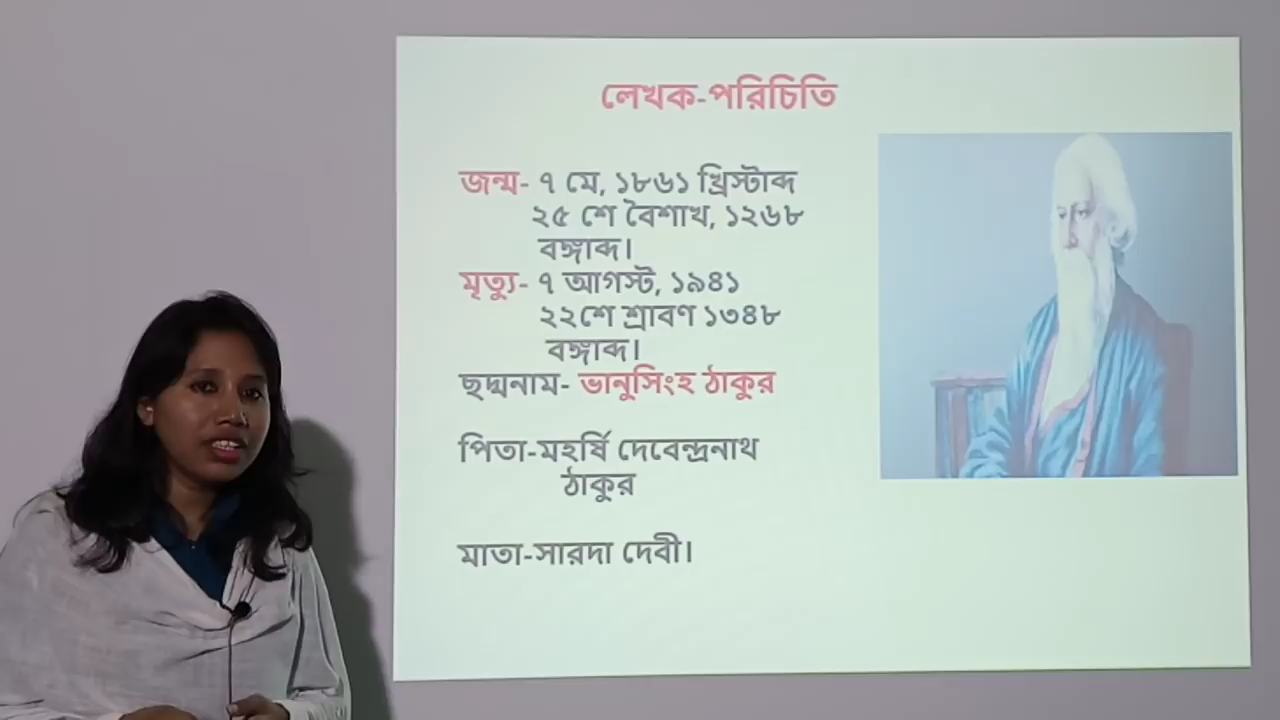 লেখক-পরিচিতি
জন্ম- ৭ মে, ১৮৬১ খ্রিস্টাব্দ
২৫ শে বৈশাখ, ১২৬৮
বঙ্গাব্দ।
মৃত্যু- ৭ আগস্ট, ১৯৪১
২২শে শ্রাবণ ১৩৪৮
বঙ্গাব্দ।
ছদ্মনাম- ভানুসিংহ ঠাকুর
পিতা-মহর্ষি দেবেন্দ্রনাথ
ঠাকুর
মাতা-সারদা দেবী।